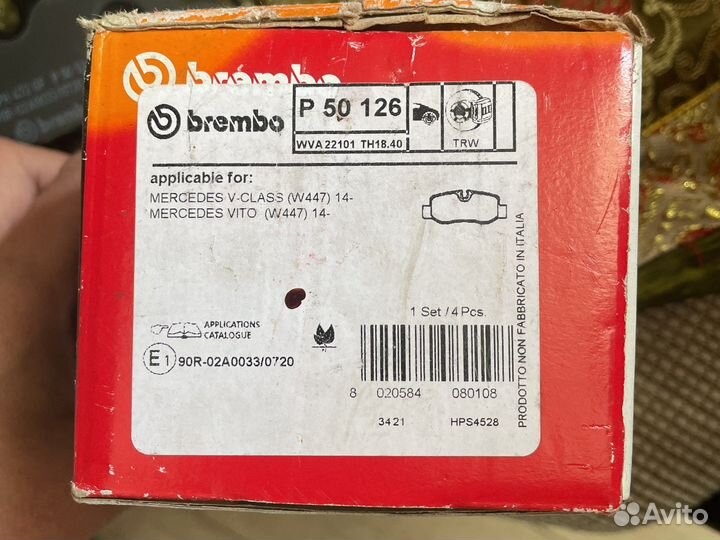 brembo
brembo
P 50 126
WVA 22101 TH18.40
TRW
applicable for:
MERCEDES V-CLASS (W447) 14-
MERCEDES VITO (W447) 14-
1 Set / 4 Pcs.
APPLICATIONS
CATALOGUE
E1 90R-02A0033/0720
8 020584 080108
3421 HPS4528
PRODOTTO NON FABBRICATO IN ITALIA
Avito